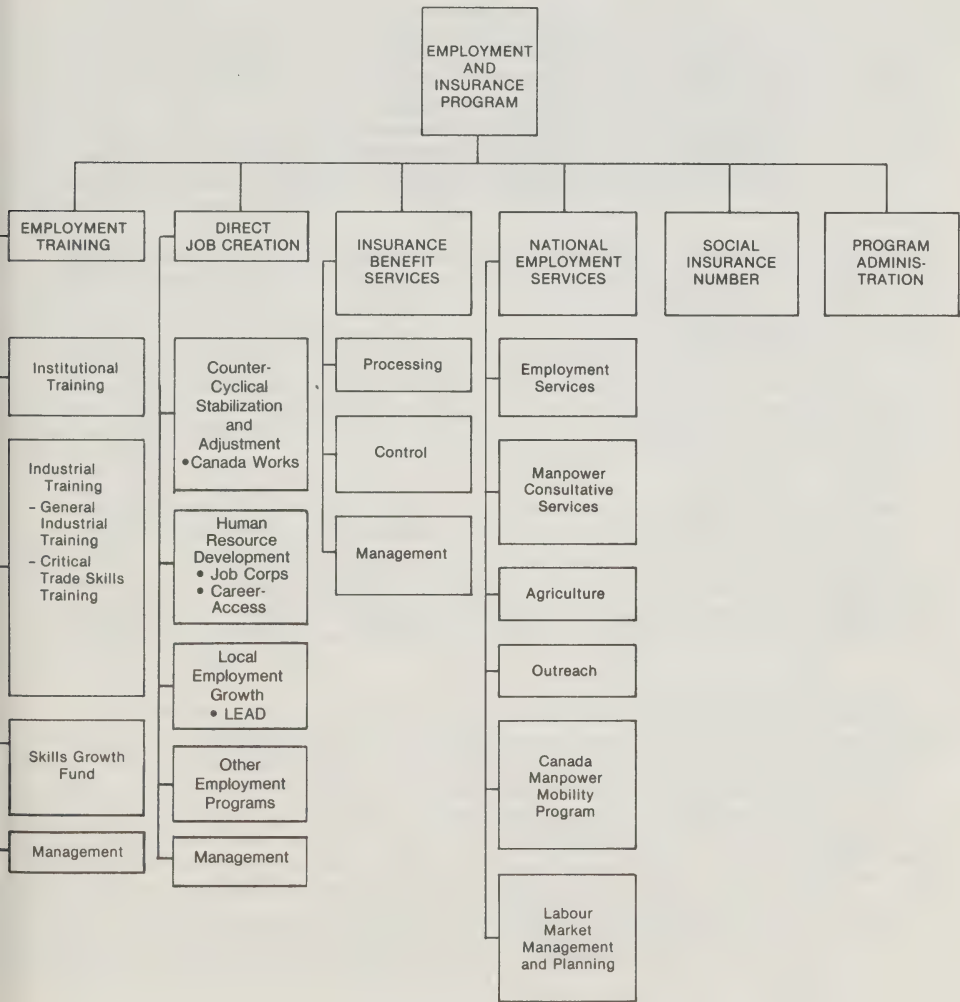 EMPLOYMENT
AND
INSURANCE
PROGRAM
EMPLOYMENT
TRAINING
Institutional
Training
Industrial
Training
– General
Industrial
Training
– Critical
Trade Skills
Training
Skills Growth
Fund
Management
DIRECT
JOB CREATION
Counter-
Cyclical
Stabilization
and
Adjustment
• Canada Works
Human
Resource
Development
• Job Corps
• Career-
Access
Local
Employment
Growth
• LEAD
Other
Employment
Programs
Management
INSURANCE
BENEFIT
SERVICES
Processing
Control
Management
NATIONAL
EMPLOYMENT
SERVICES
Employment
Services
Manpower
Consultative
Services
Agriculture
Outreach
Canada
Manpower
Mobility
Program
Labour
Market
Management
and Planning
SOCIAL
INSURANCE
NUMBER
PROGRAM
ADMINIS-
TRATION